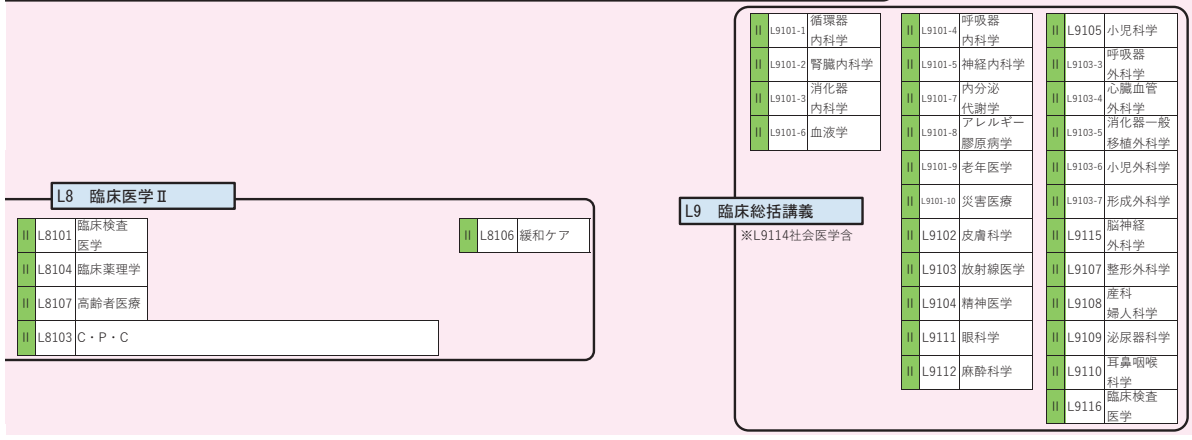 L8 臨床医学Ⅱ
Ⅱ L8101 臨床検査
医学
Ⅱ L8104 臨床薬理学
Ⅱ L8107 高齢者医療
Ⅱ L8103 C・P・C
Ⅱ L8106 緩和ケア
L9 臨床総括講義
※L9114社会医学含
Ⅱ L9101-1 循環器
内科学
Ⅱ L9101-2 腎臓内科学
Ⅱ L9101-3 消化器
内科学
Ⅱ L9101-6 血液学
Ⅱ L9101-4 呼吸器
内科学
Ⅱ L9101-5 神経内科学
Ⅱ L9101-7 内分泌
代謝学
Ⅱ L9101-8 アレルギー
膠原病学
Ⅱ L9101-9 老年医学
Ⅱ L9101-10 災害医療
Ⅱ L9102 皮膚科学
Ⅱ L9103 放射線医学
Ⅱ L9104 精神医学
Ⅱ L9111 眼科学
Ⅱ L9112 麻酔科学
Ⅱ L9105 小児科学
Ⅱ L9103-3 呼吸器
外科学
Ⅱ L9103-4 心臓血管
外科学
Ⅱ L9103-5 消化器一般
移植外科学
Ⅱ L9103-6 小児外科学
Ⅱ L9103-7 形成外科学
Ⅱ L9115 脳神経
外科学
Ⅱ L9107 整形外科学
Ⅱ L9108 産科
婦人科学
Ⅱ L9109 泌尿器科学
Ⅱ L9110 耳鼻咽喉
科学
Ⅱ L9116 臨床検査
医学